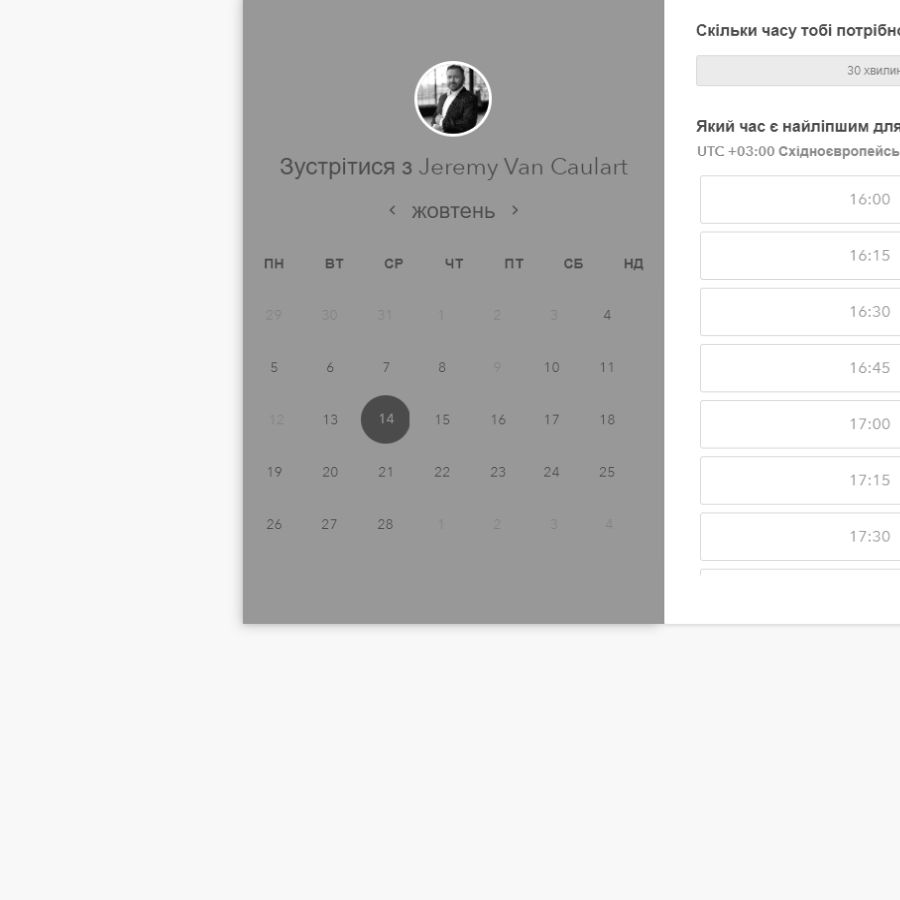 Зустрітися з Jeremy Van Caulart
‹ жовтень ›
ПН ВТ СР ЧТ ПТ СБ НД
29 30 31 1 2 3 4
5 6 7 8 9 10 11
12 13 14 15 16 17 18
19 20 21 22 23 24 25
26 27 28 1 2 3 4
Скільки часу тобі
30
Який час є найліпшим для
UTC +03:00
16:00
16:15
16:30
16:45
17:00
17:15
17:30